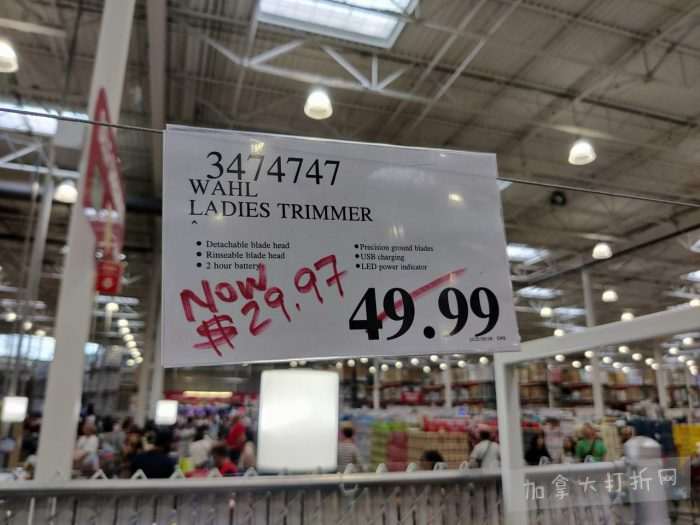 3474747
WAHL
LADIES TRIMMER
^
• Detachable blade head
• Rinseable blade head
• 2 hour battery
• Precision ground blades
• USB charging
• LED power indicator
NOW
$29.97
49.99
加拿大打折网